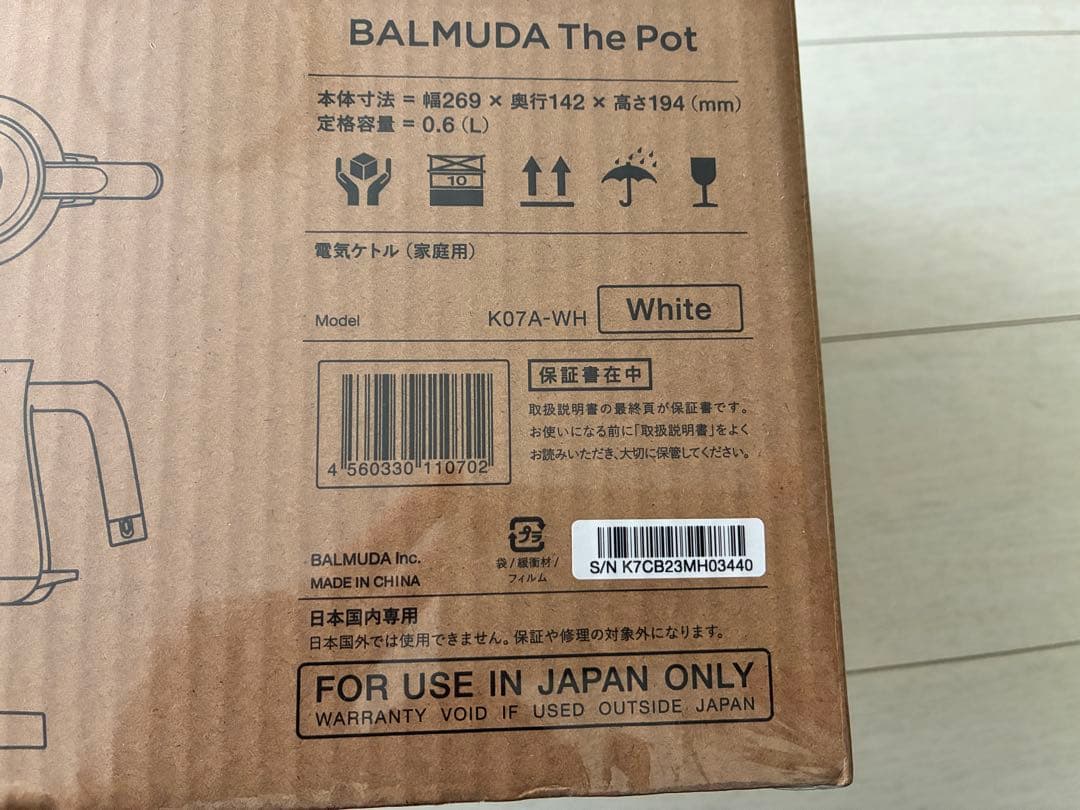 BALMUDA The Pot
本体寸法 = 幅269 × 奥行142 × 高さ194 (mm)
定格容量 = 0.6 (L)
10
電気ケトル (家庭用)
Model K07A-WH White
4 560330 110702
保証書在中
取扱説明書の最終頁が保証書です。
お使いになる前に「取扱説明書」をよく
お読みいただき、大切に保管してください。
BALMUDA Inc.
MADE IN CHINA
プラ
袋/緩衝材/
フィルム
S/N K7CB23MH03440
日本国内専用
日本国外では使用できません。保証や修理の対象外になります。
FOR USE IN JAPAN ONLY
WARRANTY VOID IF USED OUTSIDE JAPAN